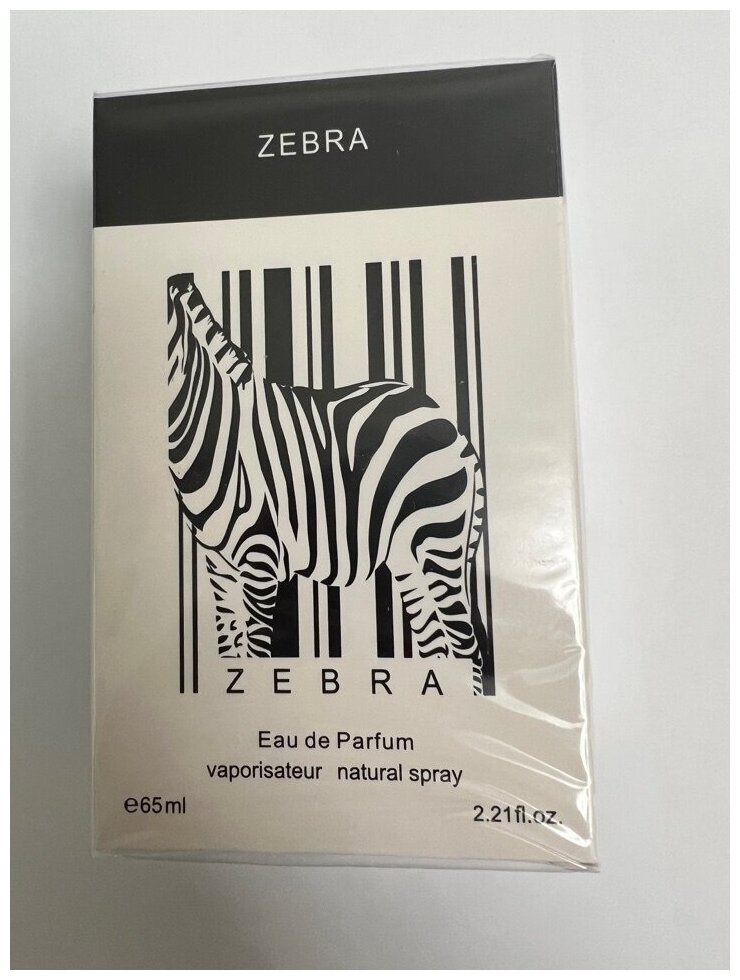 ZEBRA
ZEBRA
Eau de Parfum
vaporisateur natural spray
℮65ml
2.21fl.oz.